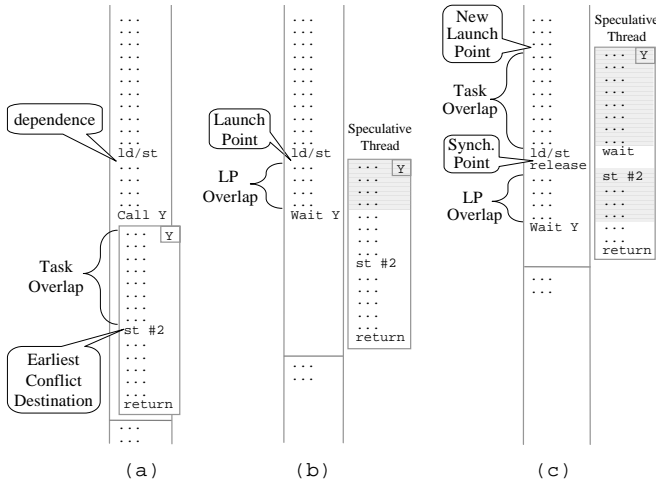 ...
...
...
...
...
...
...
...
...
...
dependence
ld/st
...
...
...
...
Call Y
... Y
...
...
Task
Overlap
...
...
...
...
st #2
Earliest
Conflict
Destination
...
...
...
...
...
return
...
...
(a)
...
...
...
...
...
...
...
...
...
...
Launch
Point
ld/st
LP
Overlap
...
...
...
...
Wait Y
...
...
Speculative
Thread
... Y
...
...
...
...
...
...
st #2
...
...
...
...
return
(b)
New
Launch
Point
...
...
...
Task
Overlap
...
...
...
...
...
...
...
ld/st
Synch.
Point
release
LP
Overlap
...
...
...
...
Wait Y
...
...
Speculative
Thread
... Y
...
...
...
...
...
...
wait
st #2
...
...
...
...
...
return
(c)